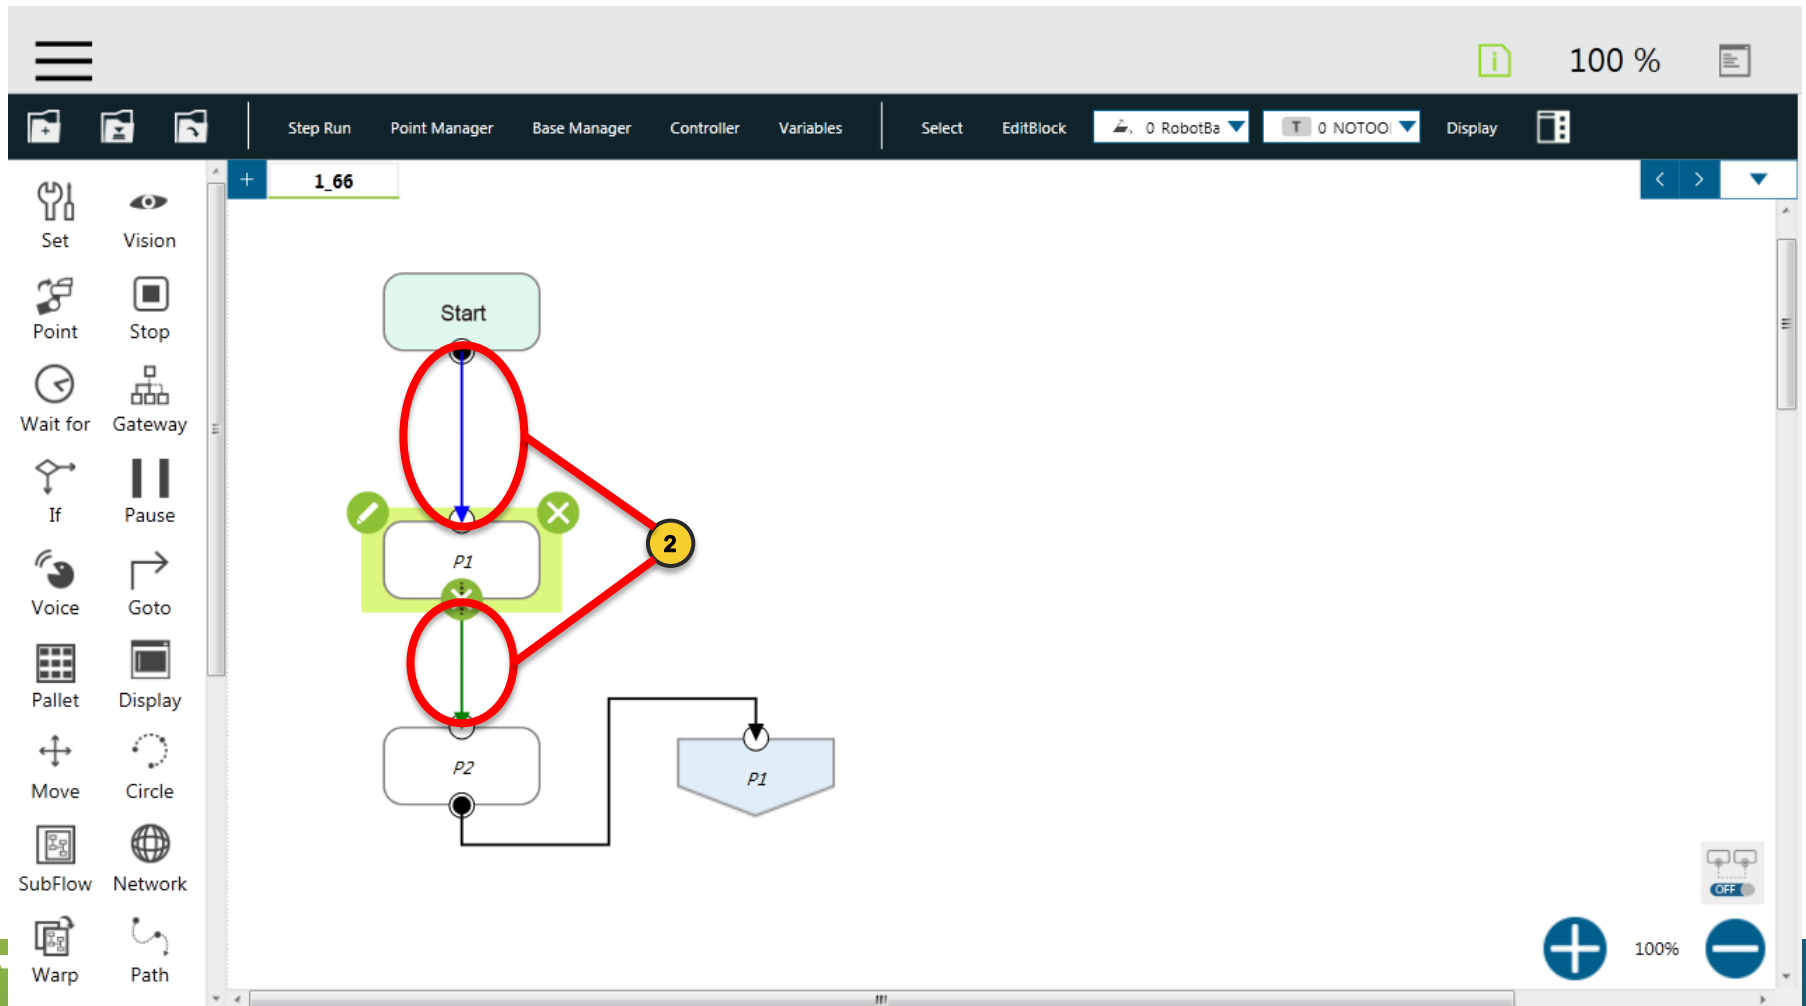 100 %
Step Run Point Manager Base Manager Controller Variables Select EditBlock 0 RobotBa T 0 NOTOO Display
+ 1_66 < >
Set Vision
Point Stop
Wait for Gateway
If Pause
Voice Goto
Pallet Display
Move Circle
SubFlow Network
Warp Path
Start
P1
2
P2
P1
OFF
100%